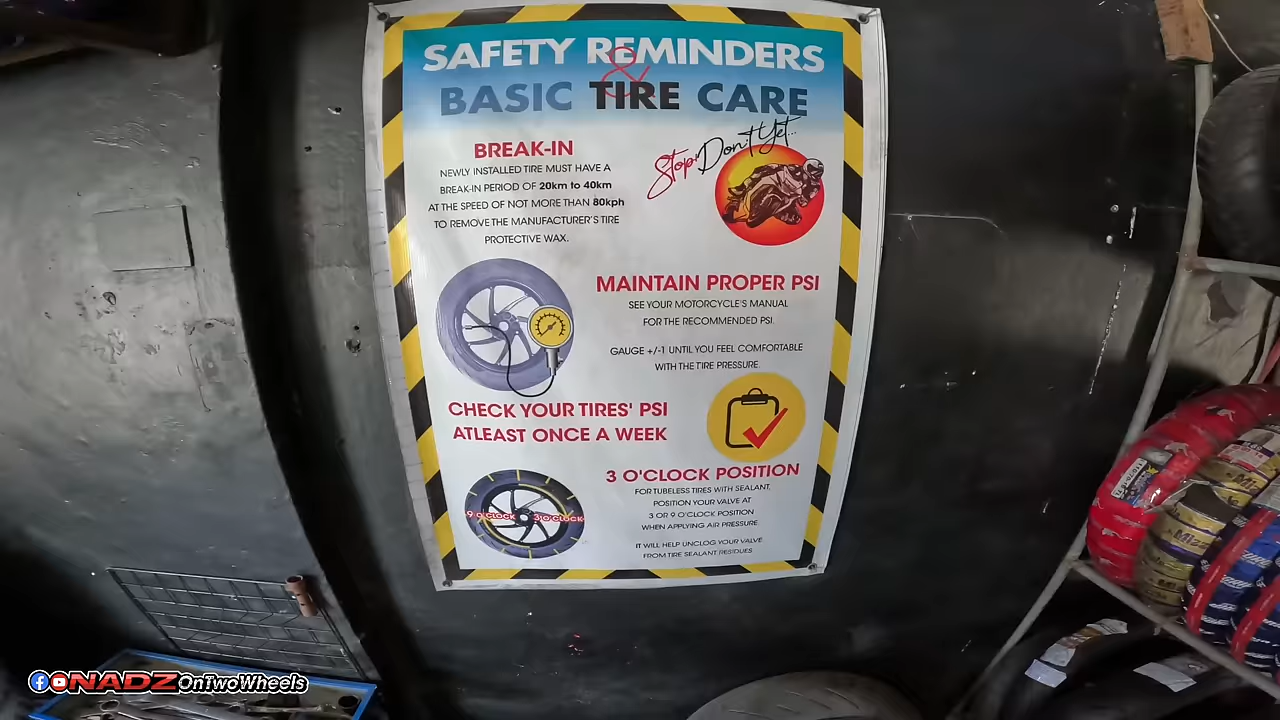 SAFETY REMINDERS
&
BASIC TIRE CARE
Stop! Don't Yet...
BREAK-IN
NEWLY INSTALLED TIRE MUST HAVE A
BREAK-IN PERIOD OF 20km to 40km
AT THE SPEED OF NOT MORE THAN 80kph
TO REMOVE THE MANUFACTURER'S TIRE
PROTECTIVE WAX.
MAINTAIN PROPER PSI
SEE YOUR MOTORCYCLE'S MANUAL
FOR THE RECOMMENDED PSI.
GAUGE +/-1 UNTIL YOU FEEL COMFORTABLE
WITH THE TIRE PRESSURE.
CHECK YOUR TIRES' PSI
ATLEAST ONCE A WEEK
3 O'CLOCK POSITION
FOR TUBELESS TIRES WITH SEALANT,
POSITION YOUR VALVE AT
3 OR 9 O'CLOCK POSITION
WHEN APPLYING AIR PRESSURE
IT WILL HELP UNCLOG YOUR VALVE
FROM TIRE SEALANT RESIDUES
9 O'CLOCK 3 O'CLOCK
NADZ OnTwoWheels